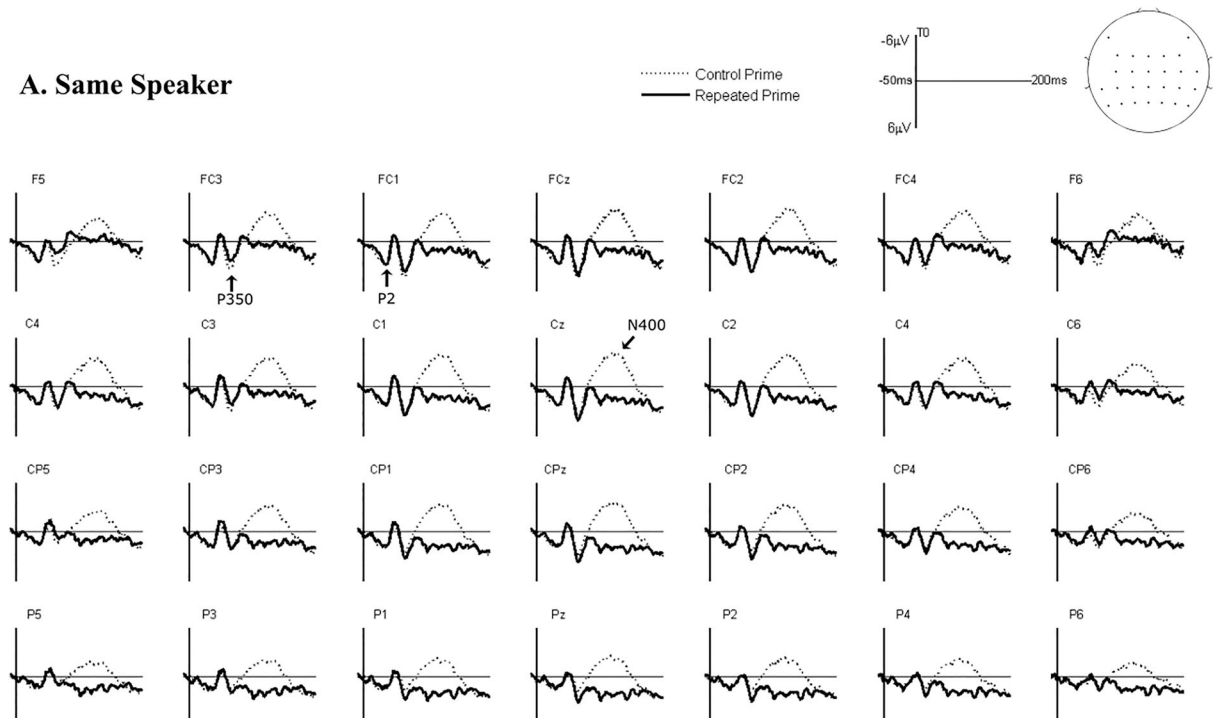 -6µV T0
A. Same Speaker
Control Prime
Repeated Prime
-50ms 200ms
6µV
F5 FC3 FC1 FCz FC2 FC4 F6
P350 P2
C4 C3 C1 Cz C2 C4 C6
N400
CP5 CP3 CP1 CPz CP2 CP4 CP6
P5 P3 P1 Pz P2 P4 P6